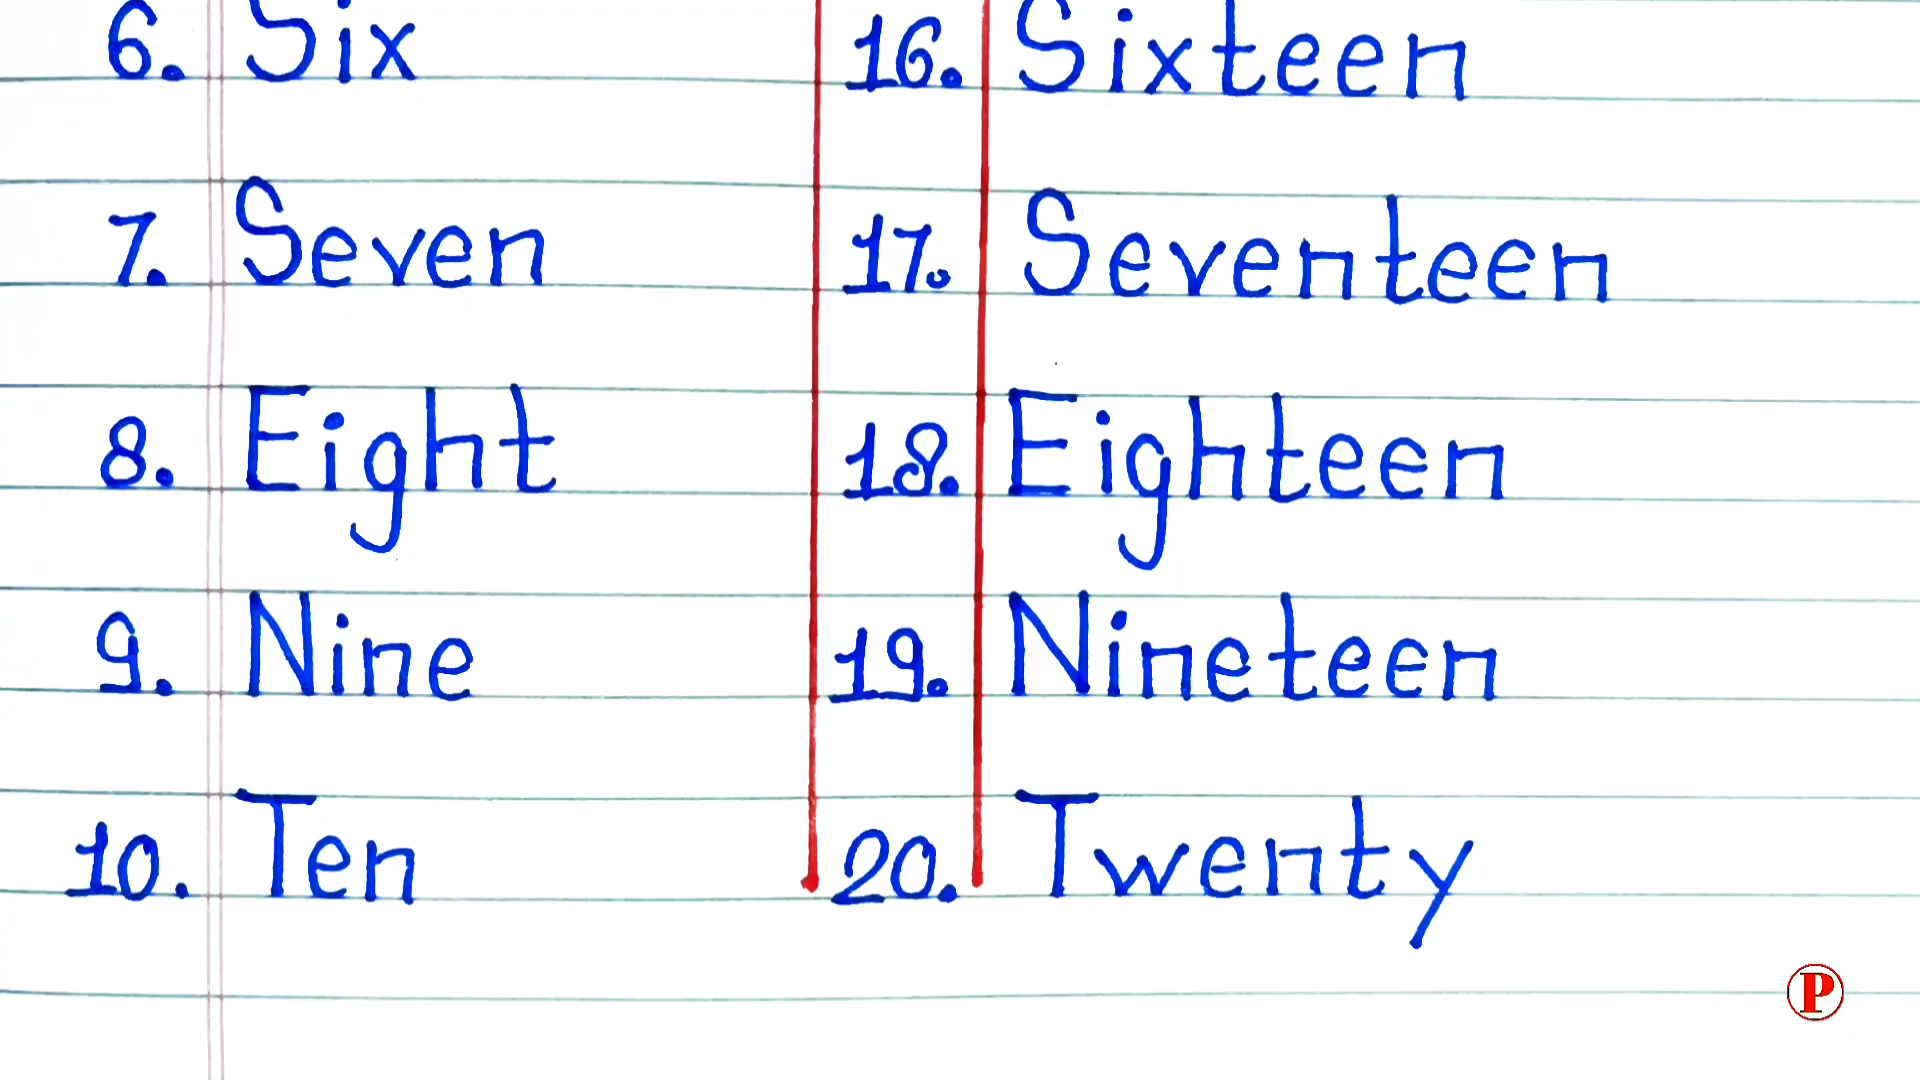 6. Six 16. Sixteen
7. Seven 17. Seventeen
8. Eight 18. Eighteen
9. Nine 19. Nineteen
10. Ten 20. Twenty
P